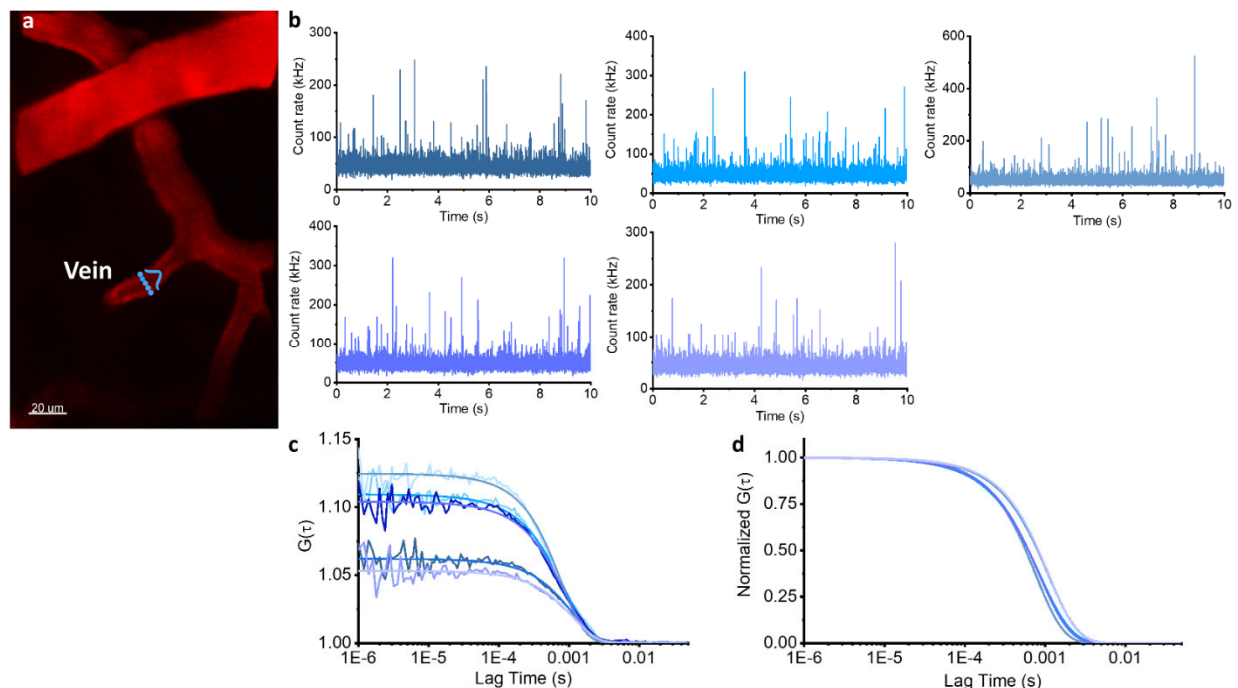 a
Vein
20 um
b
Count rate (kHz)
300
200
100
0
0 2 4 6 8 10
Time (s)
Count rate (kHz)
400
300
200
100
0
0 2 4 6 8 10
Time (s)
Count rate (kHz)
600
400
200
0
0 2 4 6 8 10
Time (s)
Count rate (kHz)
400
300
200
100
0
0 2 4 6 8 10
Time (s)
Count rate (kHz)
300
200
100
0
0 2 4 6 8 10
Time (s)
c
G(τ)
1.15
1.10
1.05
1.00
1E-6 1E-5 1E-4 0.001 0.01
Lag Time (s)
d
Normalized G(τ)
1.00
0.75
0.50
0.25
0.00
1E-6 1E-5 1E-4 0.001 0.01
Lag Time (s)